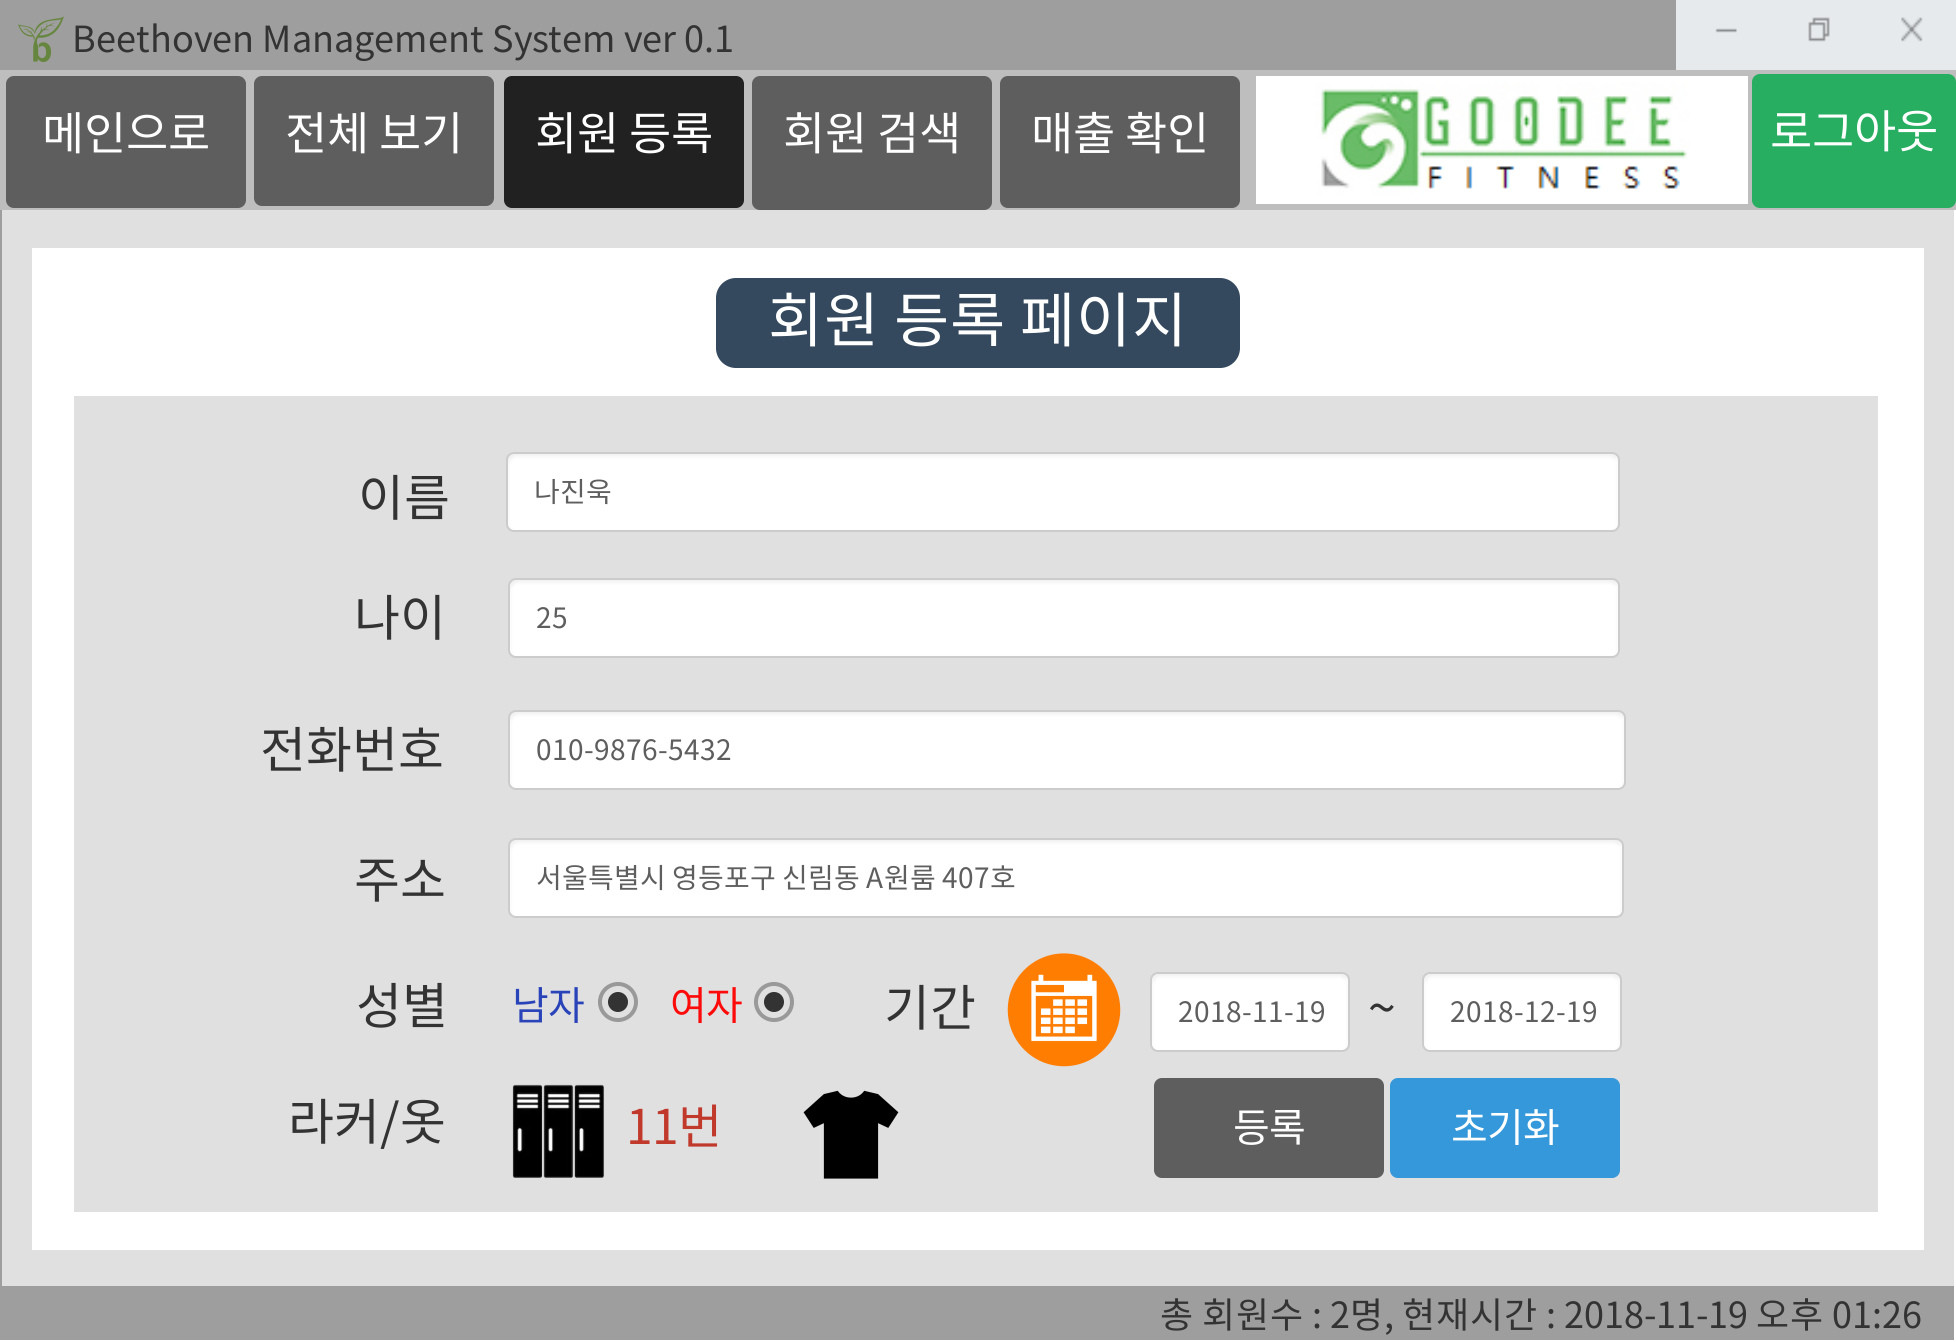 Beethoven Management System ver 0.1
메인으로 전체 보기 회원 등록 회원 검색 매출 확인 GOODEE 로그아웃
FITNESS
회원 등록 페이지
이름 나진욱
나이 25
전화번호 010-9876-5432
주소 서울특별시 영등포구 신림동 A원룸 407호
성별 남자 여자 기간 2018-11-19 ~ 2018-12-19
라커/옷 11번 등록 초기화
총 회원수 : 2명, 현재시간 : 2018-11-19 오후 01:26